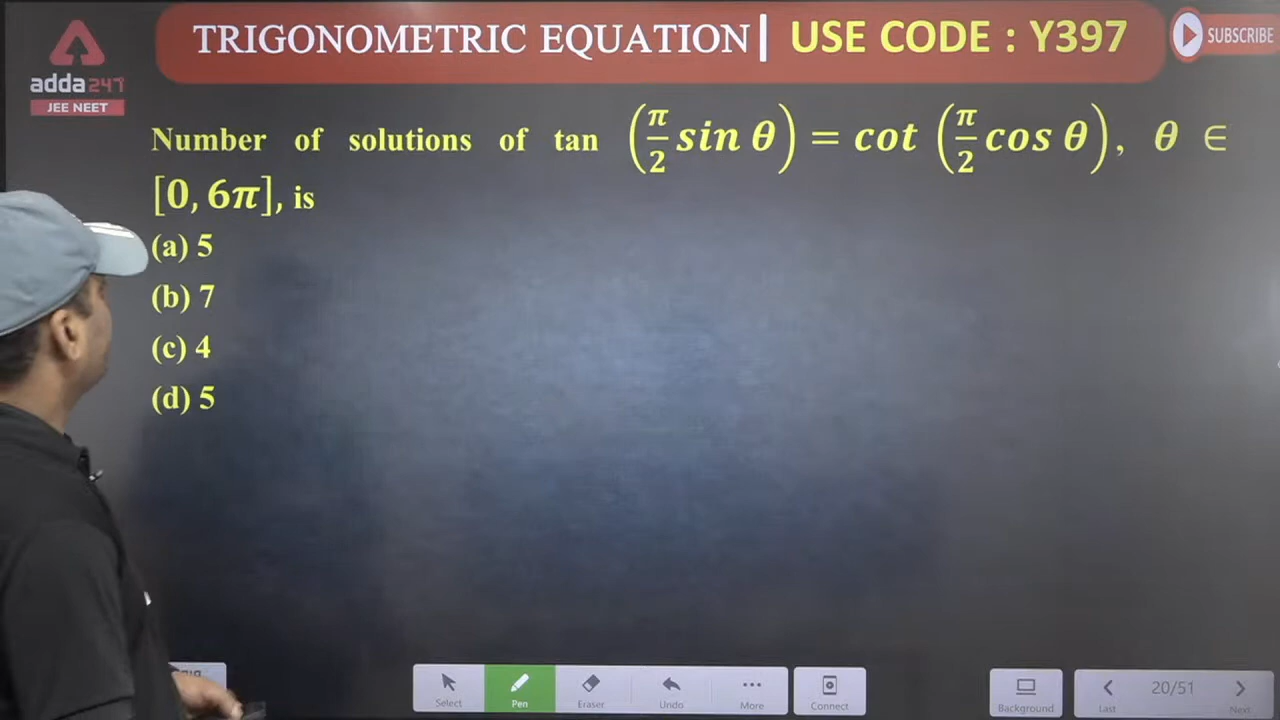 TRIGONOMETRIC EQUATION | USE CODE : Y397
SUBSCRIBE
adda247
JEE NEET
Number of solutions of tan (π/2 sin θ) = cot (π/2 cos θ), θ ∈
[0, 6π], is
(a) 5
(b) 7
(c) 4
(d) 5
Select
Pen
Eraser
Undo
More
Connect
Background
Last
20/51
Next